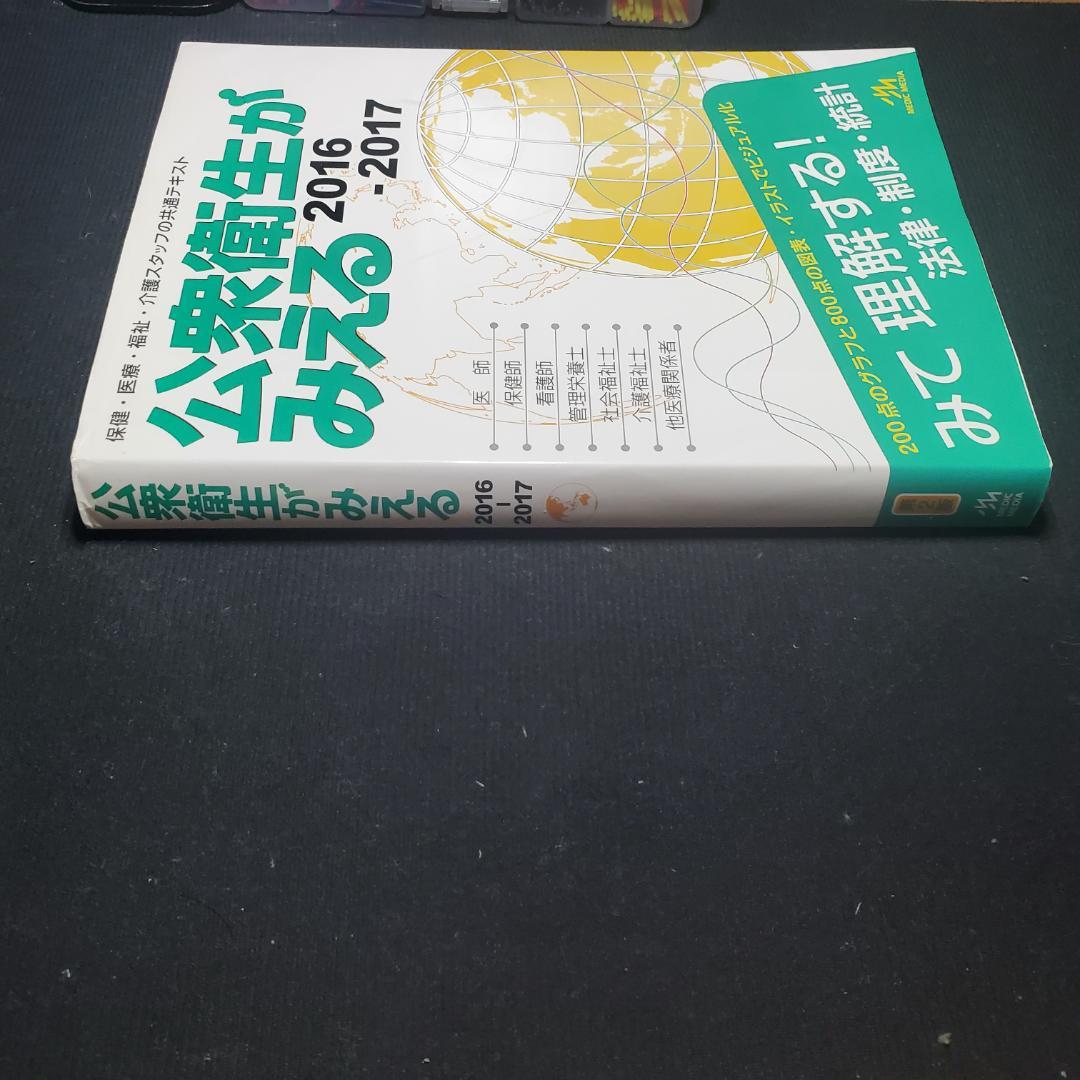 保健・医療・福祉・介護スタッフの共通テキスト
公衆衛生が
みえる
2016
-2017
医 師
保健師
看護師
管理栄養士
社会福祉士
介護福祉士
他医療関係者
200点のグラフと800点の図表・イラストでビジュアル化
みて 理解する!
法律・制度・統計
MEDIC MEDIA
公衆衛生がみえる
2016
-
2017
第2版
MEDIC
MEDIA